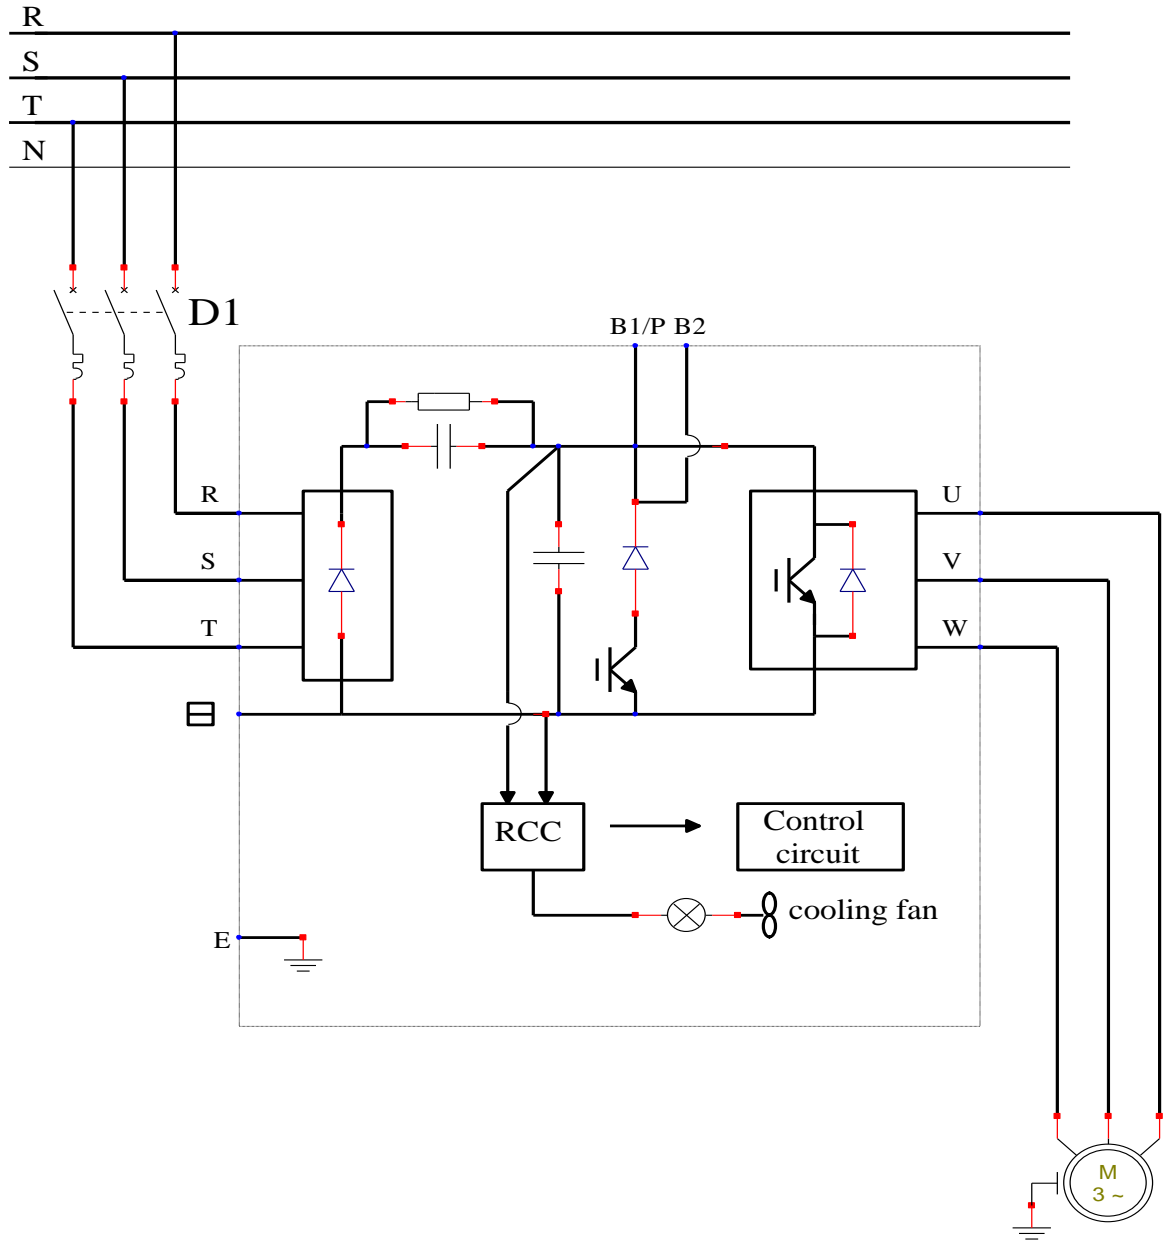 R
S
T
N
D1
B1/P B2
R
S
T
U
V
W
RCC
Control
circuit
cooling fan
E
M
3 ~